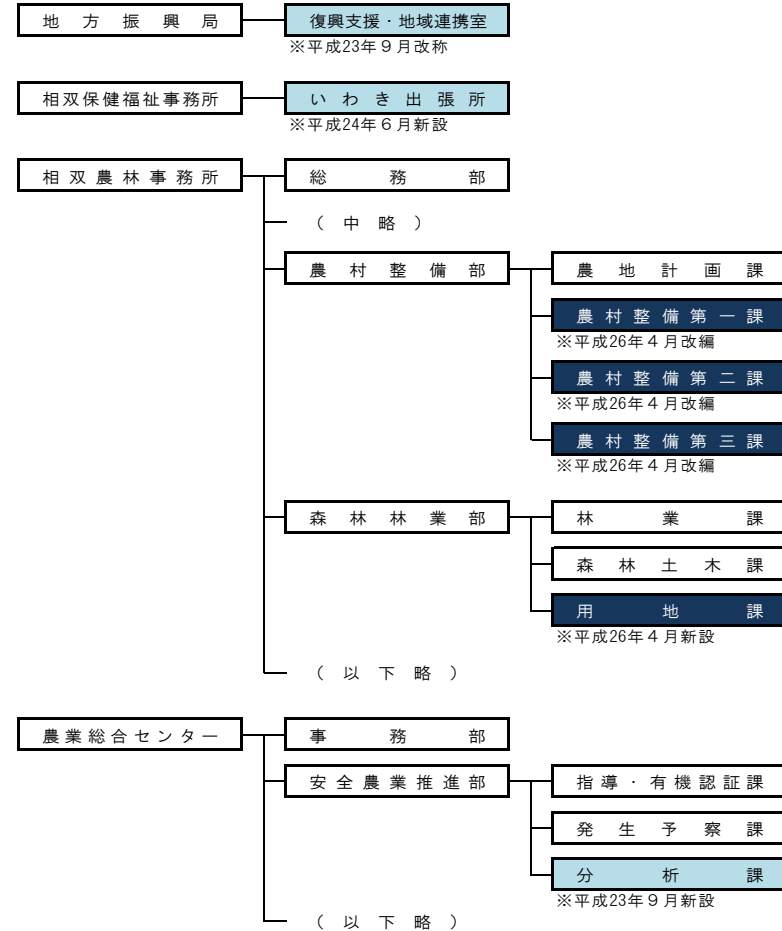 地方振興局
復興支援・地域連携室
※平成23年９月改称
相双保健福祉事務所
いわき出張所
※平成24年６月新設
相双農林事務所
総務部
（中略）
農村整備部
農地計画課
農村整備第一課
※平成26年４月改編
農村整備第二課
※平成26年４月改編
農村整備第三課
※平成26年４月改編
森林林業部
林業課
森林土木課
用地課
※平成26年４月新設
（以下略）
農業総合センター
事務部
安全農業推進部
指導・有機認証課
発生予察課
分析課
※平成23年９月新設
（以下略）